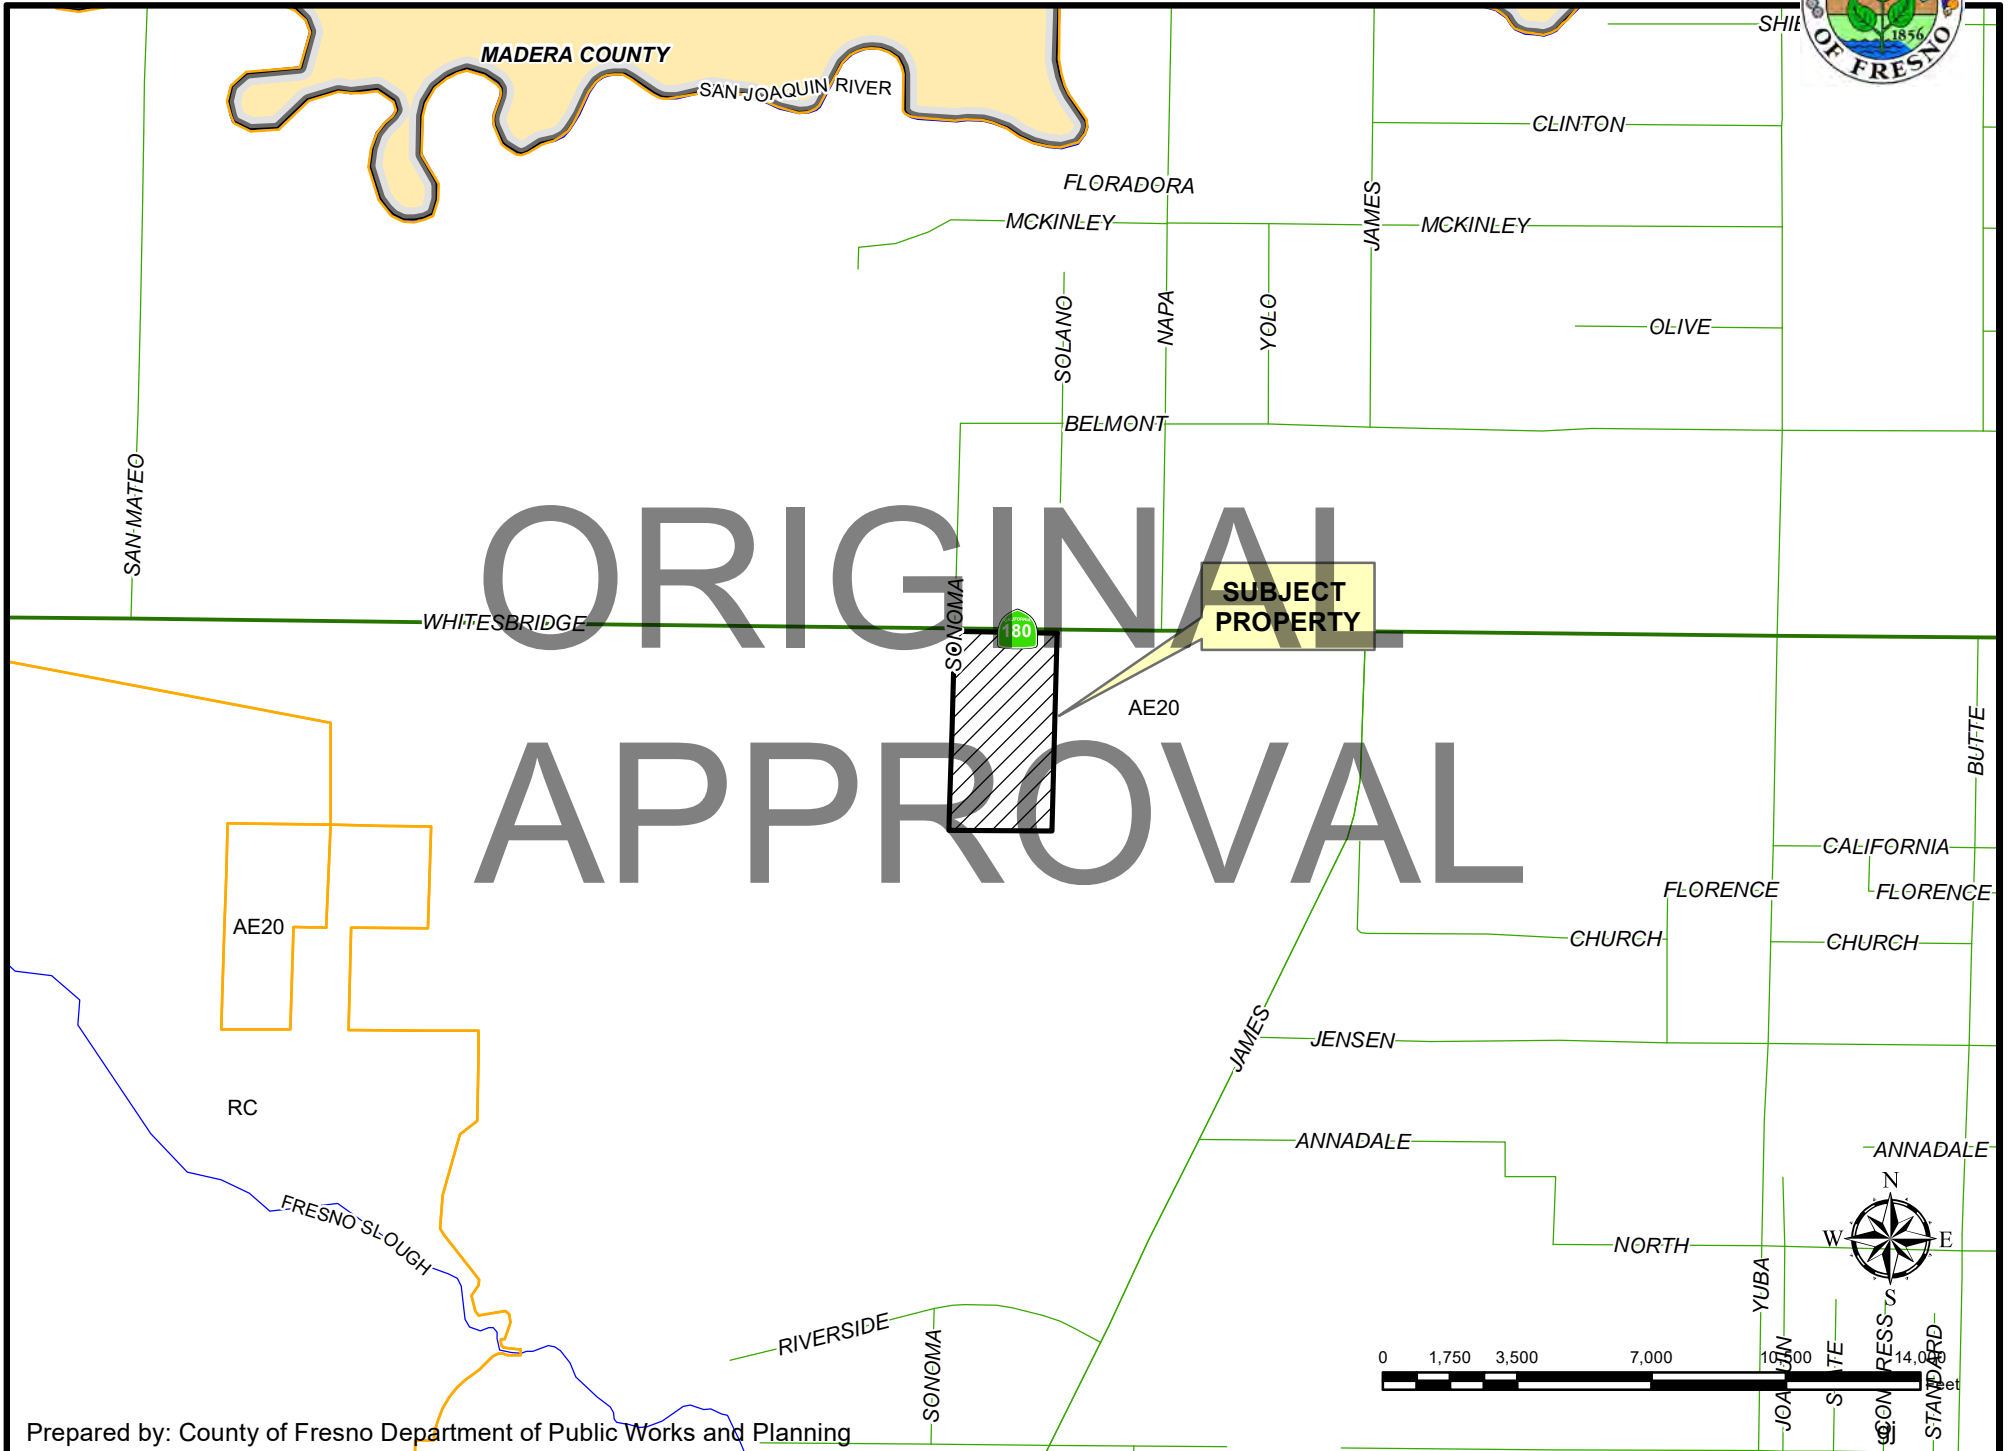 MADERA COUNTY
SAN JOAQUIN RIVER
1856
OF FRESNO
CLINTON
FLORADORA
MCKINLEY
MCKINLEY
JAMES
SOLANO
NAPA
YOLO
OLIVE
BELMONT
SAN MATEO
ORIGINAL
SUBJECT
PROPERTY
WHITESBRIDGE
SONOMA
CALIFORNIA
180
AE20
APPROVAL
BUTTE
CALIFORNIA
FLORENCE
FLORENCE
AE20
CHURCH
CHURCH
JAMES
JENSEN
RC
ANNADALE
ANNADALE
N
W
E
S
FRESNO SLOUGH
NORTH
YUBA
RIVERSIDE
SONOMA
0 1,750 3,500 7,000 10,500 14,000
Feet
STANDARD
Prepared by: County of Fresno Department of Public Works and Planning
gj